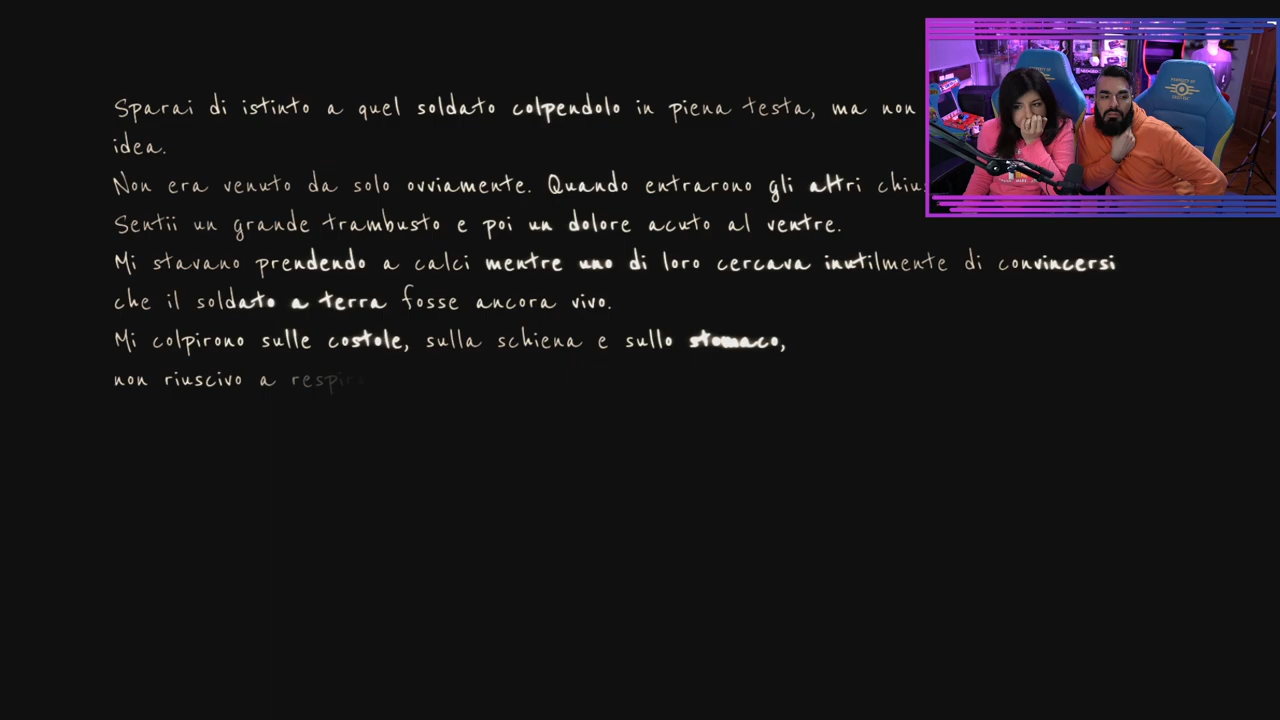 Sparai di istinto a quel soldato colpendolo in piena testa, ma non
idea.
Non era venuto da solo ovviamente. Quando entrarono gli altri
Sentii un grande trambusto e poi un dolore acuto al ventre.
Mi stavano prendendo a calci mentre uno di loro cercava inutilmente di convincersi
che il soldato a terra fosse ancora vivo.
Mi colpirono sulle costole, sulla schiena e sullo stomaco,
non riuscivo a